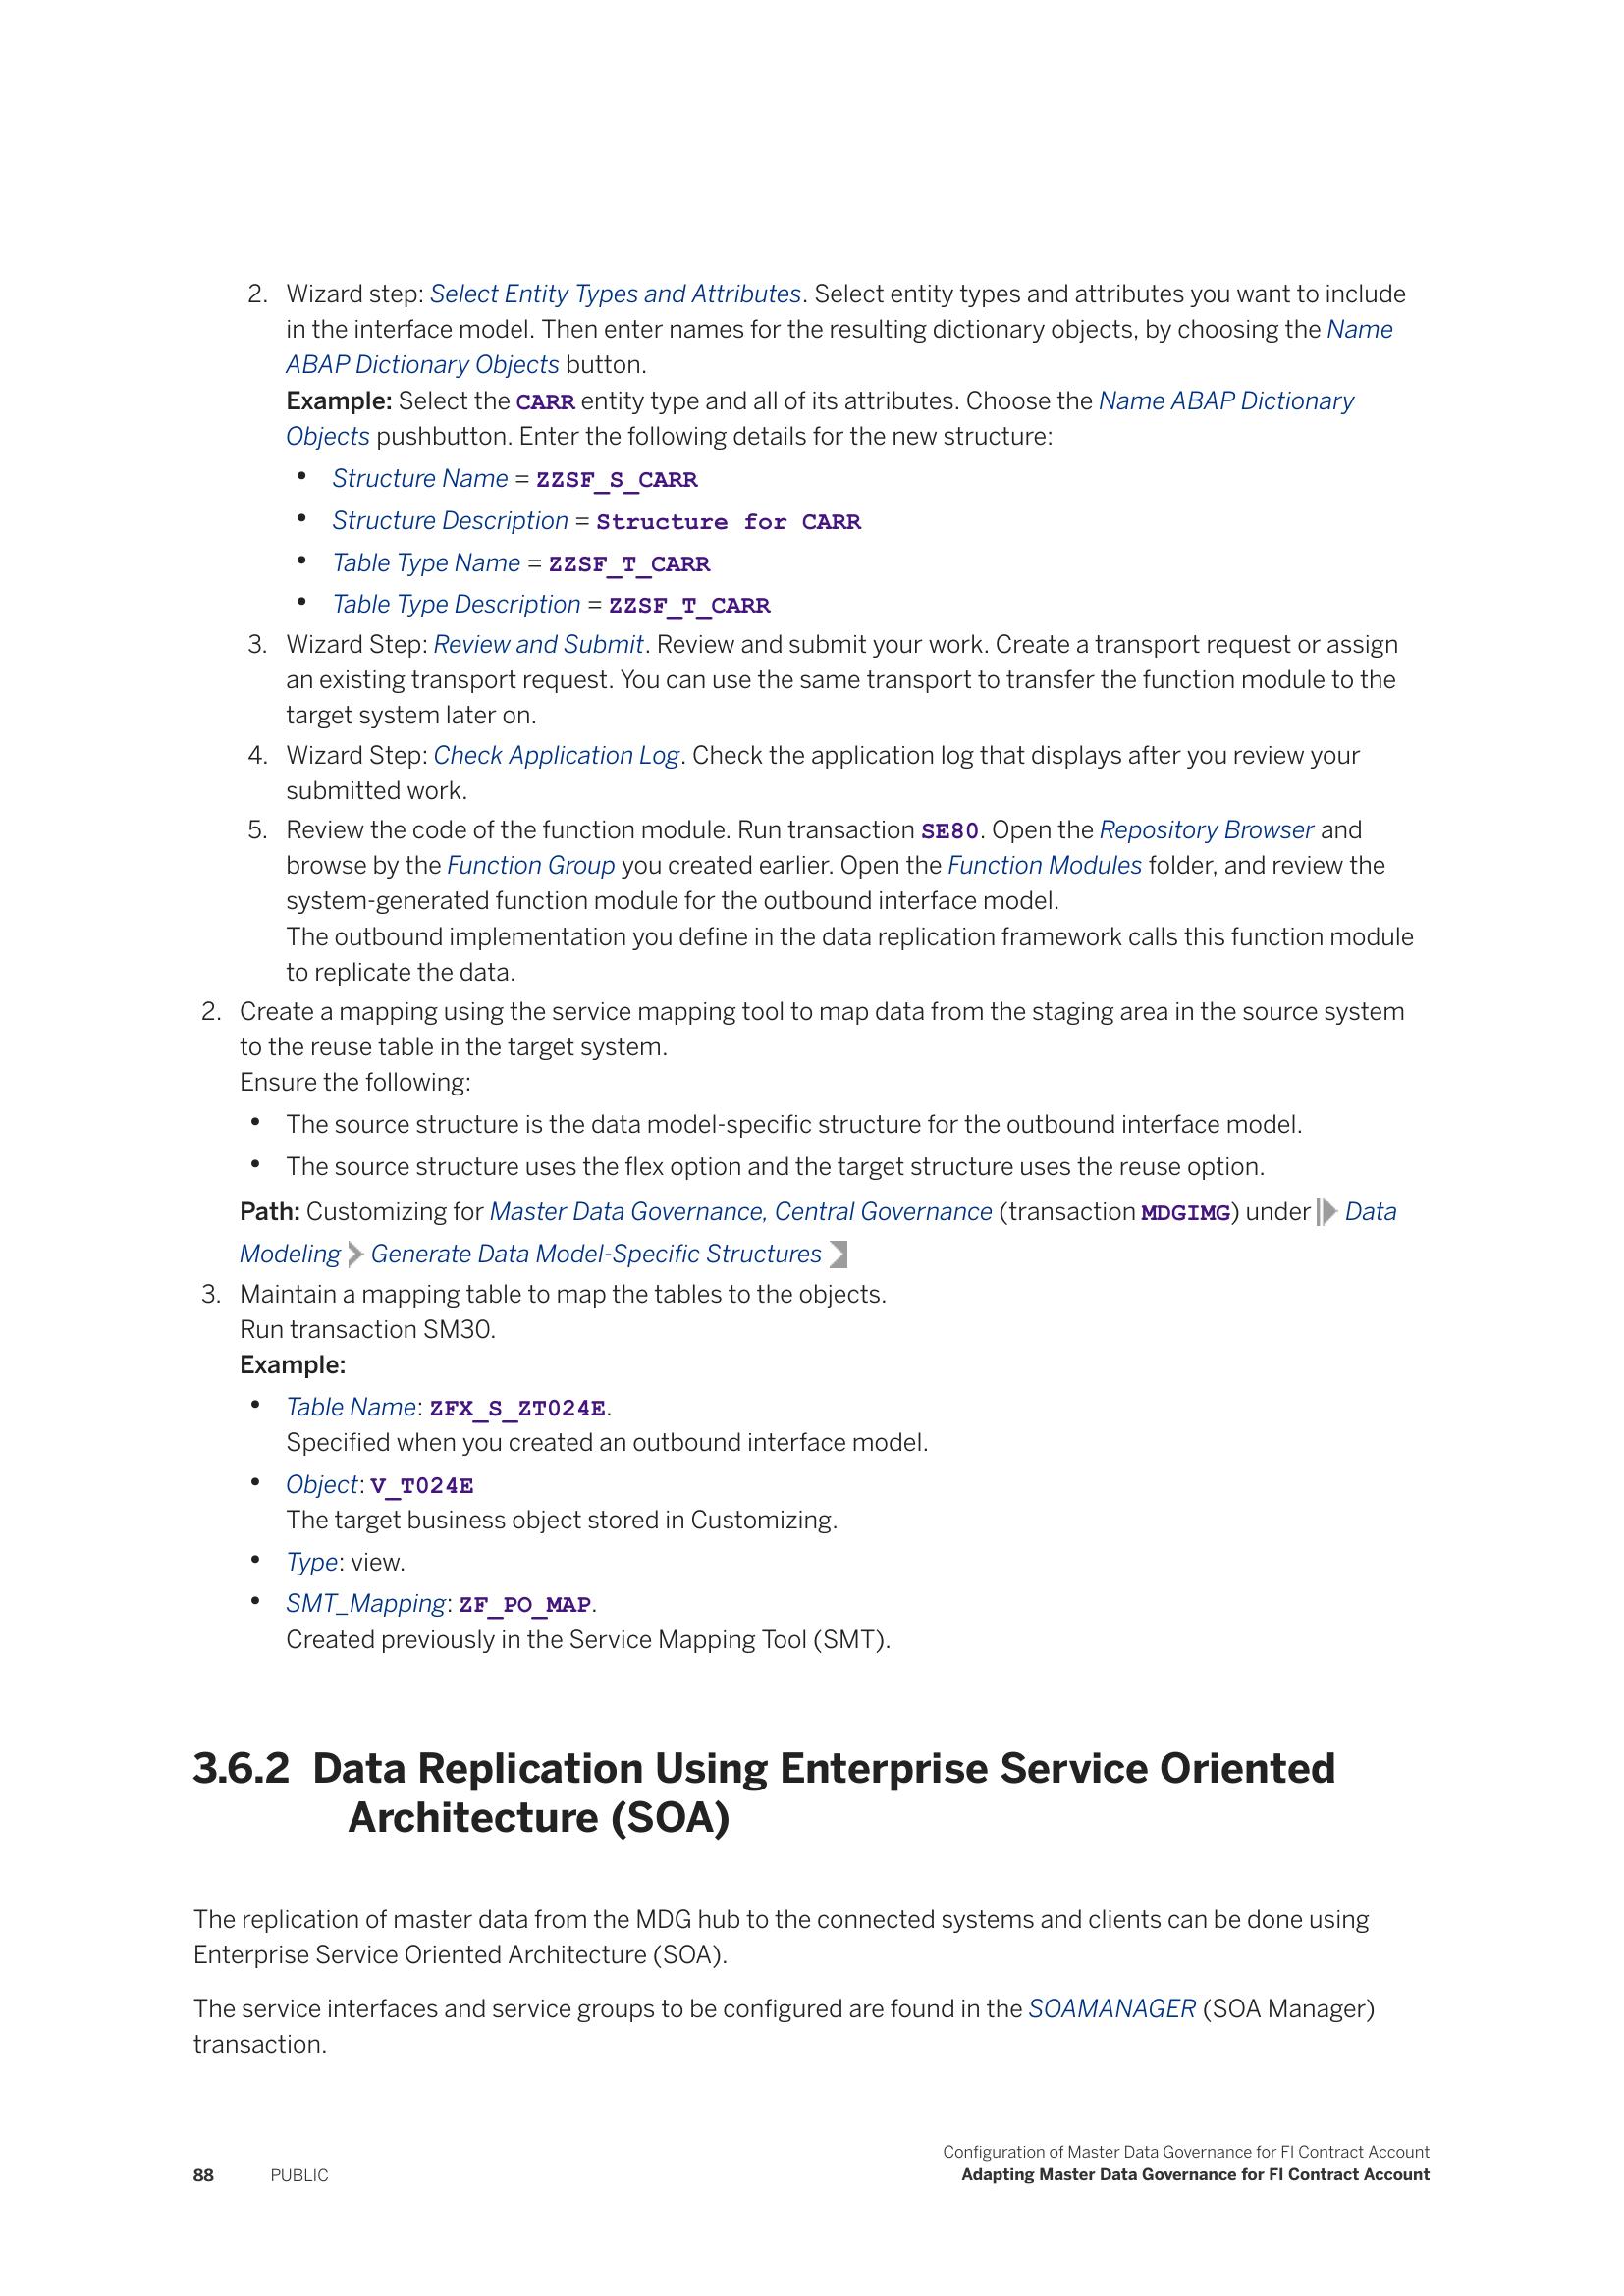 2. Wizard step: Select Entity Types and Attributes. Select entity types and attributes you want to include
in the interface model. Then enter names for the resulting dictionary objects, by choosing the Name
ABAP Dictionary Objects button.
Example: Select the CARR entity type and all of its attributes. Choose the Name ABAP Dictionary
Objects pushbutton. Enter the following details for the new structure:
• Structure Name = ZZSF_S_CARR
• Structure Description = Structure for CARR
• Table Type Name = ZZSF_T_CARR
• Table Type Description = ZZSF_T_CARR
3. Wizard Step: Review and Submit. Review and submit your work. Create a transport request or assign
an existing transport request. You can use the same transport to transfer the function module to the
target system later on.
4. Wizard Step: Check Application Log. Check the application log that displays after you review your
submitted work.
5. Review the code of the function module. Run transaction SE80. Open the Repository Browser and
browse by the Function Group you created earlier. Open the Function Modules folder, and review the
system-generated function module for the outbound interface model.
The outbound implementation you define in the data replication framework calls this function module
to replicate the data.
2. Create a mapping using the service mapping tool to map data from the staging area in the source system
to the reuse table in the target system.
Ensure the following:
• The source structure is the data model-specific structure for the outbound interface model.
• The source structure uses the flex option and the target structure uses the reuse option.
Path: Customizing for Master Data Governance, Central Governance (transaction MDGIMG) under Data
Modeling Generate Data Model-Specific Structures
3. Maintain a mapping table to map the tables to the objects.
Run transaction SM30.
Example:
• Table Name: ZFX_S_ZT024E.
Specified when you created an outbound interface model.
• Object: V_T024E
The target business object stored in Customizing.
• Type: view.
• SMT_Mapping: ZF_PO_MAP.
Created previously in the Service Mapping Tool (SMT).
3.6.2 Data Replication Using Enterprise Service Oriented
Architecture (SOA)
The replication of master data from the MDG hub to the connected systems and clients can be done using
Enterprise Service Oriented Architecture (SOA).
The service interfaces and service groups to be configured are found in the SOAMANAGER (SOA Manager)
transaction.
Configuration of Master Data Governance for FI Contract Account
88 PUBLIC Adapting Master Data Governance for FI Contract Account